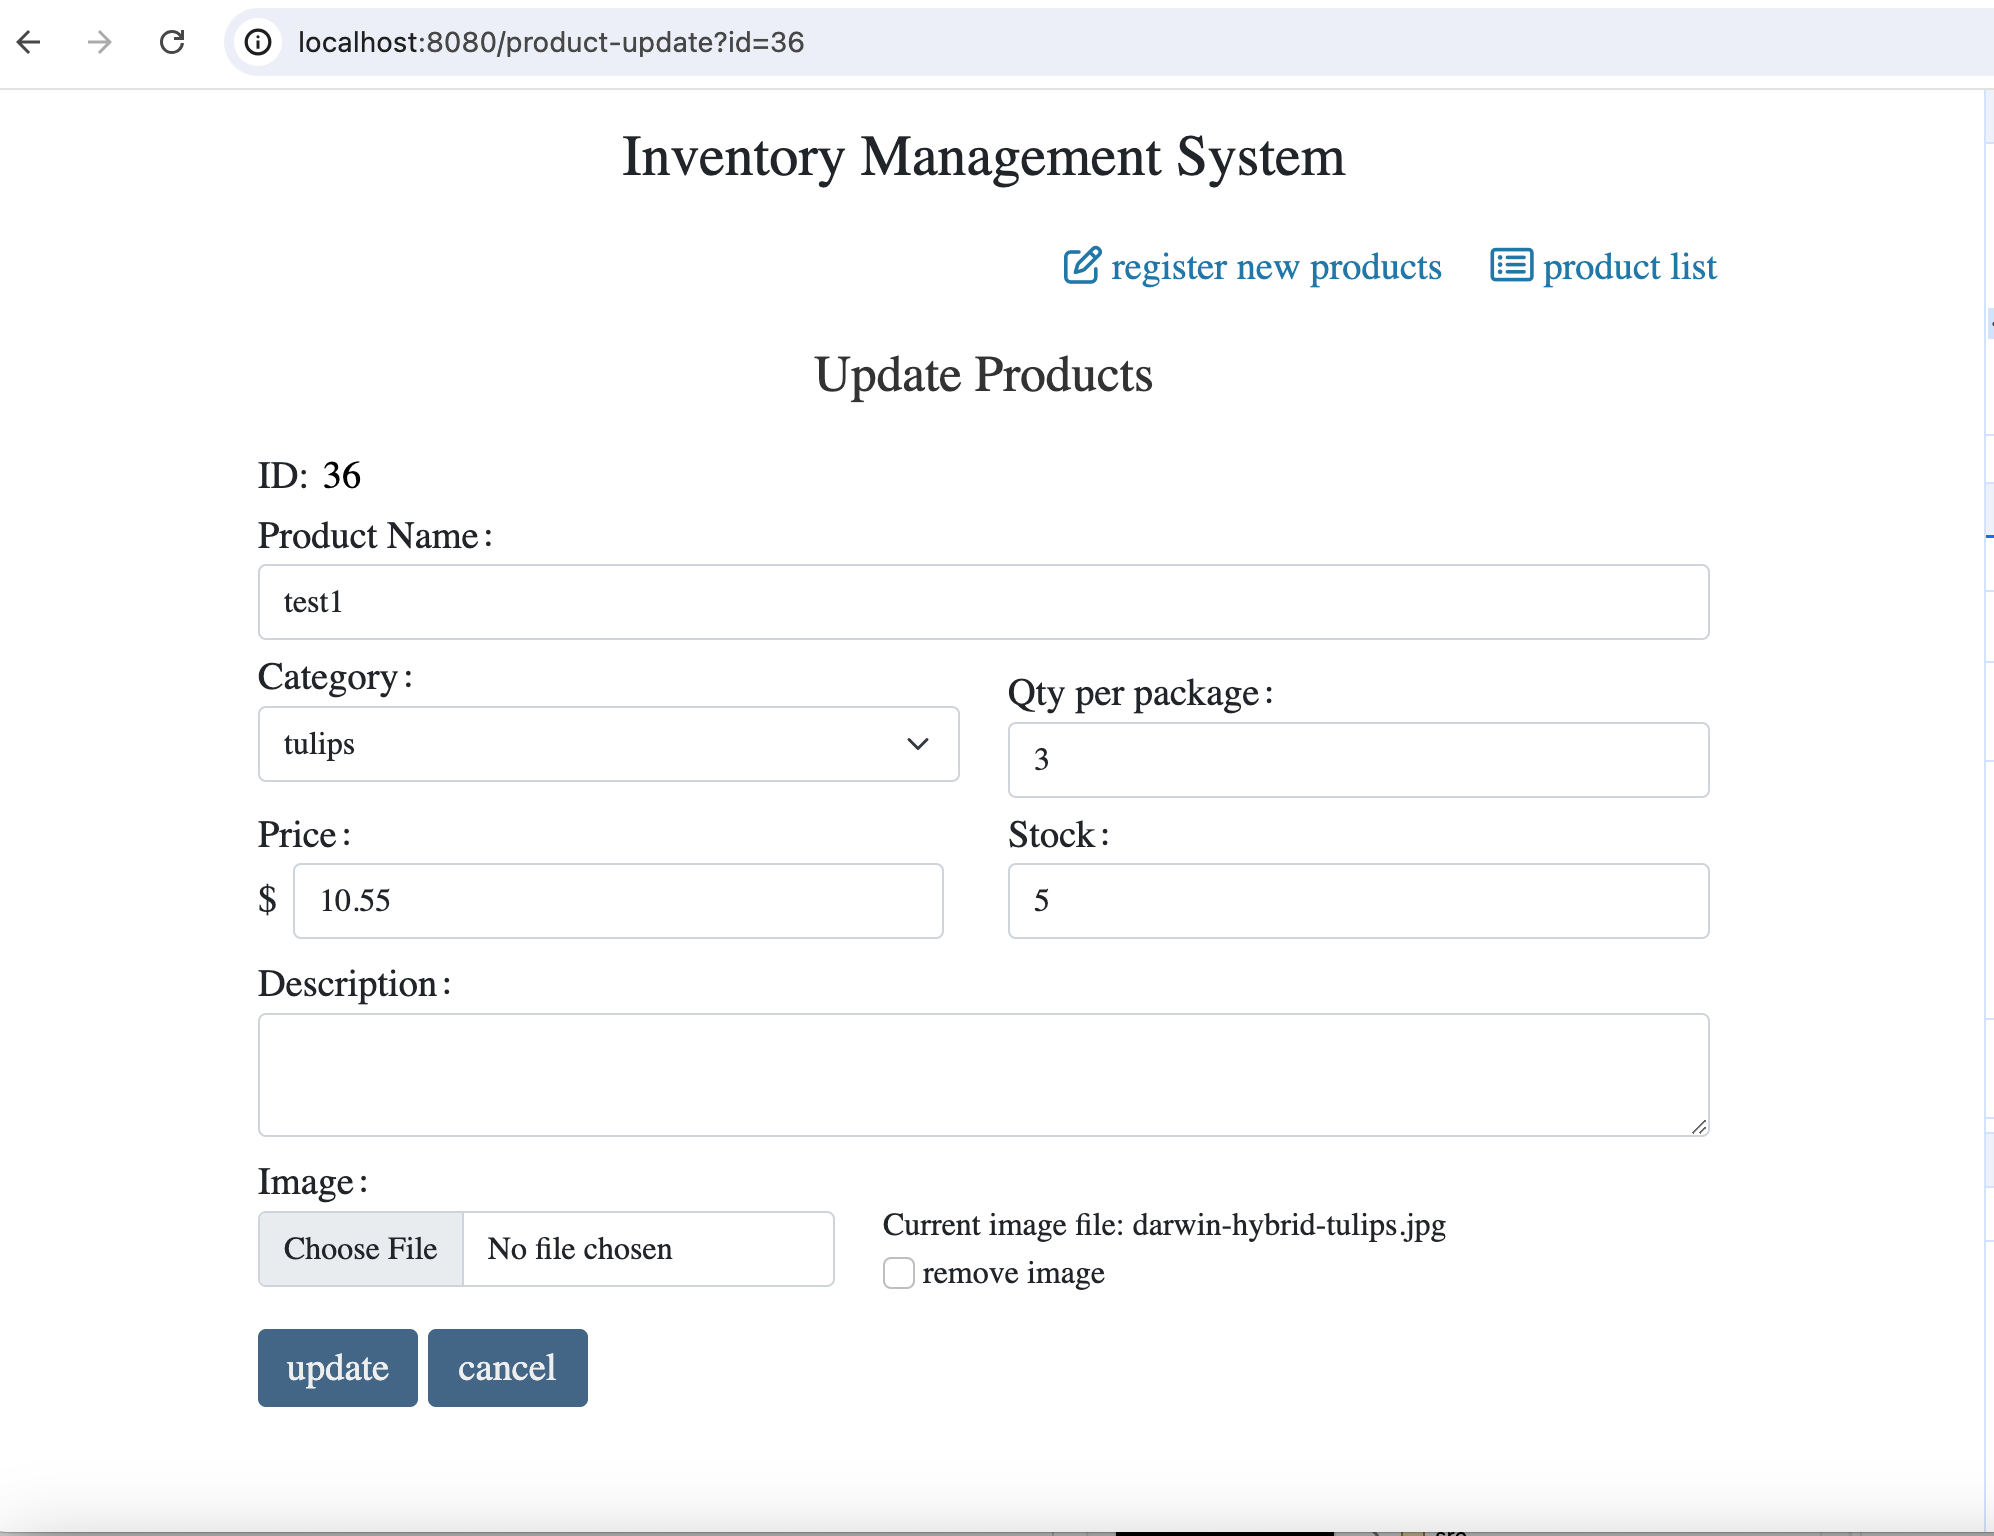 localhost:8080/product-update?id=36
Inventory Management System
register new products product list
Update Products
ID: 36
Product Name:
test1
Category:
Qty per package:
tulips
3
Price:
Stock:
$ 10.55
5
Description:
Image:
Choose File No file chosen
Current image file: darwin-hybrid-tulips.jpg
remove image
update cancel